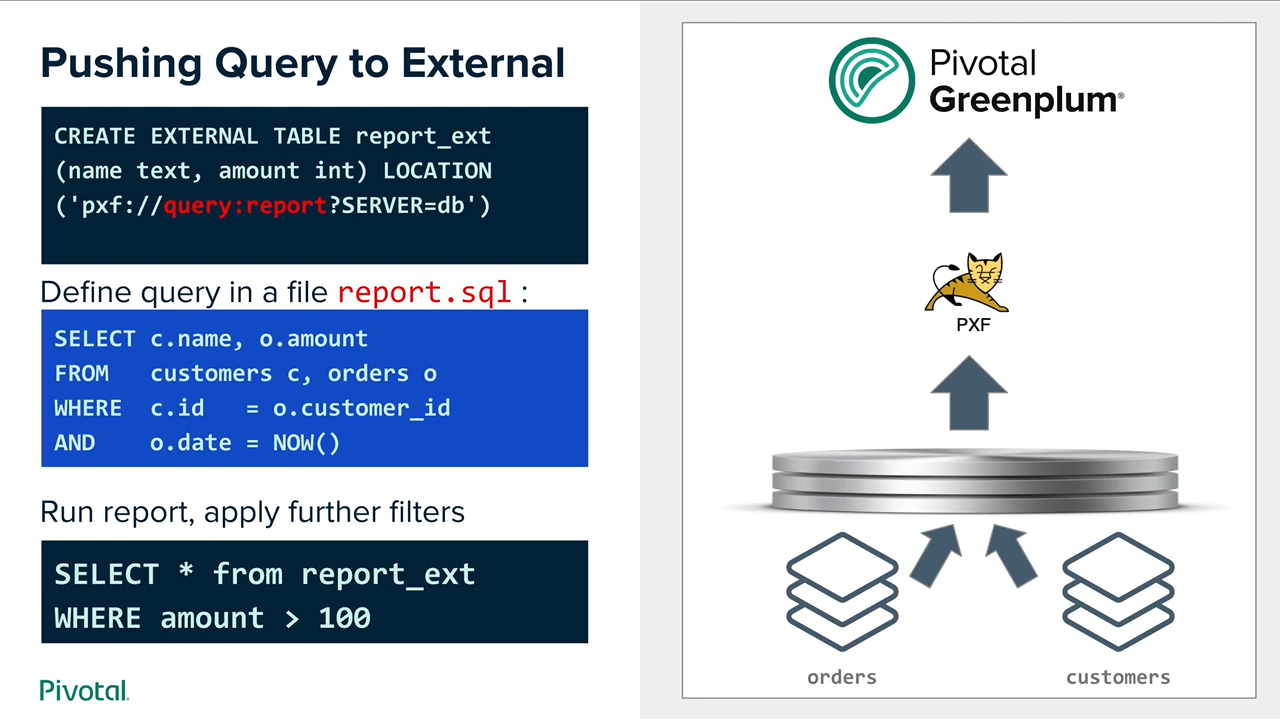 Pushing Query to External
CREATE EXTERNAL TABLE report_ext
(name text, amount int) LOCATION
('pxf://query:report?SERVER=db')
Define query in a file report.sql :
SELECT c.name, o.amount
FROM   customers c, orders o
WHERE  c.id   = o.customer_id
AND    o.date = NOW()
Run report, apply further filters
SELECT * from report_ext
WHERE amount > 100
Pivotal.
Pivotal
Greenplum®
PXF
orders
customers